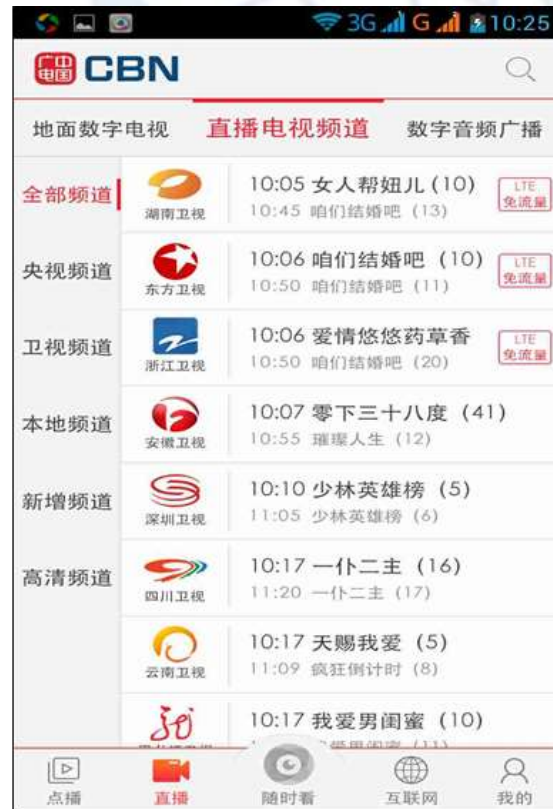 3G G 10:25
中国广电 CBN
地面数字电视 直播电视频道 数字音频广播
全部频道
央视频道
卫视频道
本地频道
新增频道
高清频道
湖南卫视
10:05 女人帮妞儿(10)
LTE
免流量
10:45 咱们结婚吧 (13)
东方卫视
10:06 咱们结婚吧 (10)
LTE
免流量
10:50 咱们结婚吧 (11)
浙江卫视
10:06 爱情悠悠药草香
LTE
免流量
10:50 咱们结婚吧 (20)
安徽卫视
10:07 零下三十八度 (41)
10:55 璀璨人生 (12)
深圳卫视
10:10 少林英雄榜 (5)
11:05 少林英雄榜 (6)
四川卫视
10:17 一仆二主 (16)
11:20 一仆二主 (17)
云南卫视
10:17 天赐我爱 (5)
11:09 疯狂倒计时 (8)
10:17 我爱男闺蜜 (10)
点播 直播 随时看 互联网 我的